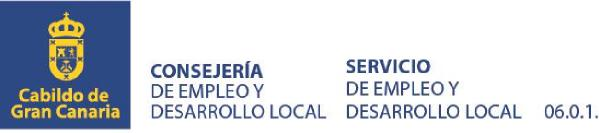 Cabildo de
Gran Canaria
CONSEJERÍA
DE EMPLEO Y
DESARROLLO LOCAL
SERVICIO
DE EMPLEO Y
DESARROLLO LOCAL
06.0.1.